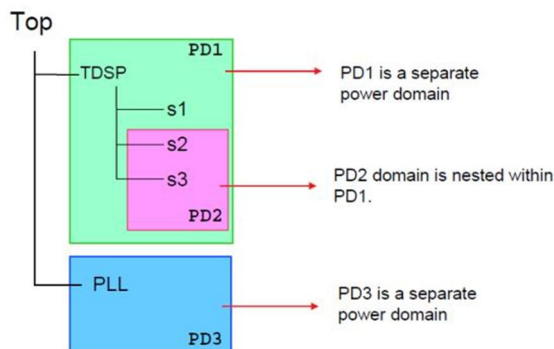 Top
PD1
TDSP
PD1 is a separate
power domain
s1
s2
s3
PD2 domain is nested within
PD1.
PD2
PLL
PD3 is a separate
power domain
PD3